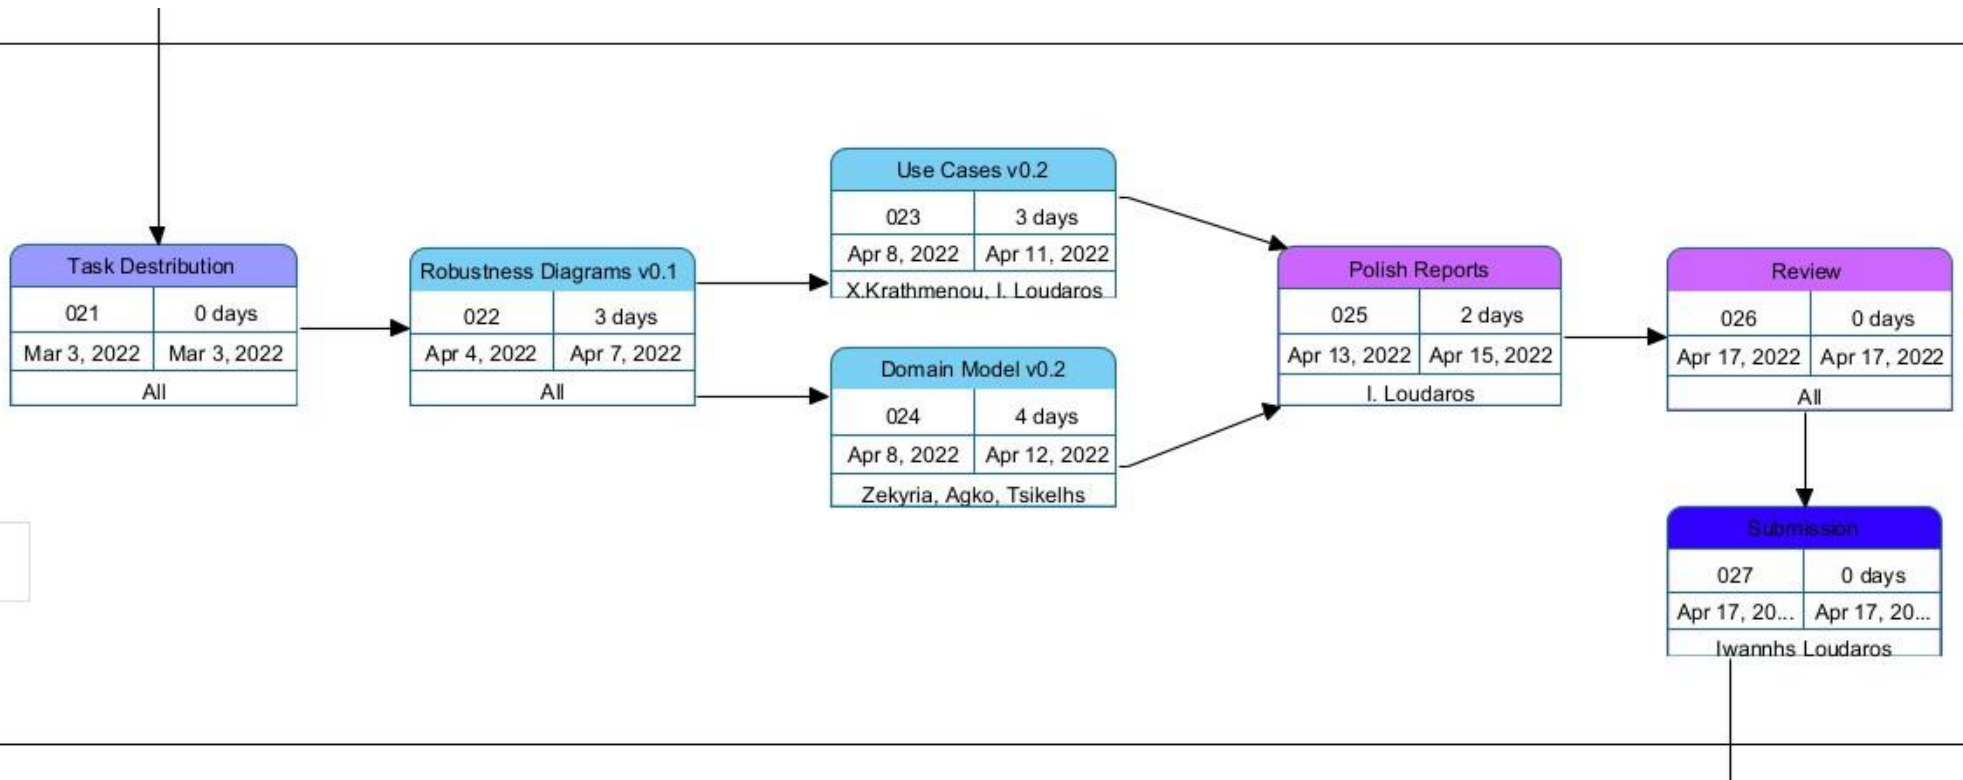 Task Destribution
021 0 days
Mar 3, 2022 Mar 3, 2022
All
Robustness Diagrams v0.1
022 3 days
Apr 4, 2022 Apr 7, 2022
All
Use Cases v0.2
023 3 days
Apr 8, 2022 Apr 11, 2022
X.Krathmenou, I. Loudaros
Domain Model v0.2
024 4 days
Apr 8, 2022 Apr 12, 2022
Zekyria, Agko, Tsikelhs
Polish Reports
025 2 days
Apr 13, 2022 Apr 15, 2022
I. Loudaros
Review
026 0 days
Apr 17, 2022 Apr 17, 2022
All
Submission
027 0 days
Apr 17, 20... Apr 17, 20...
Iwannhs Loudaros